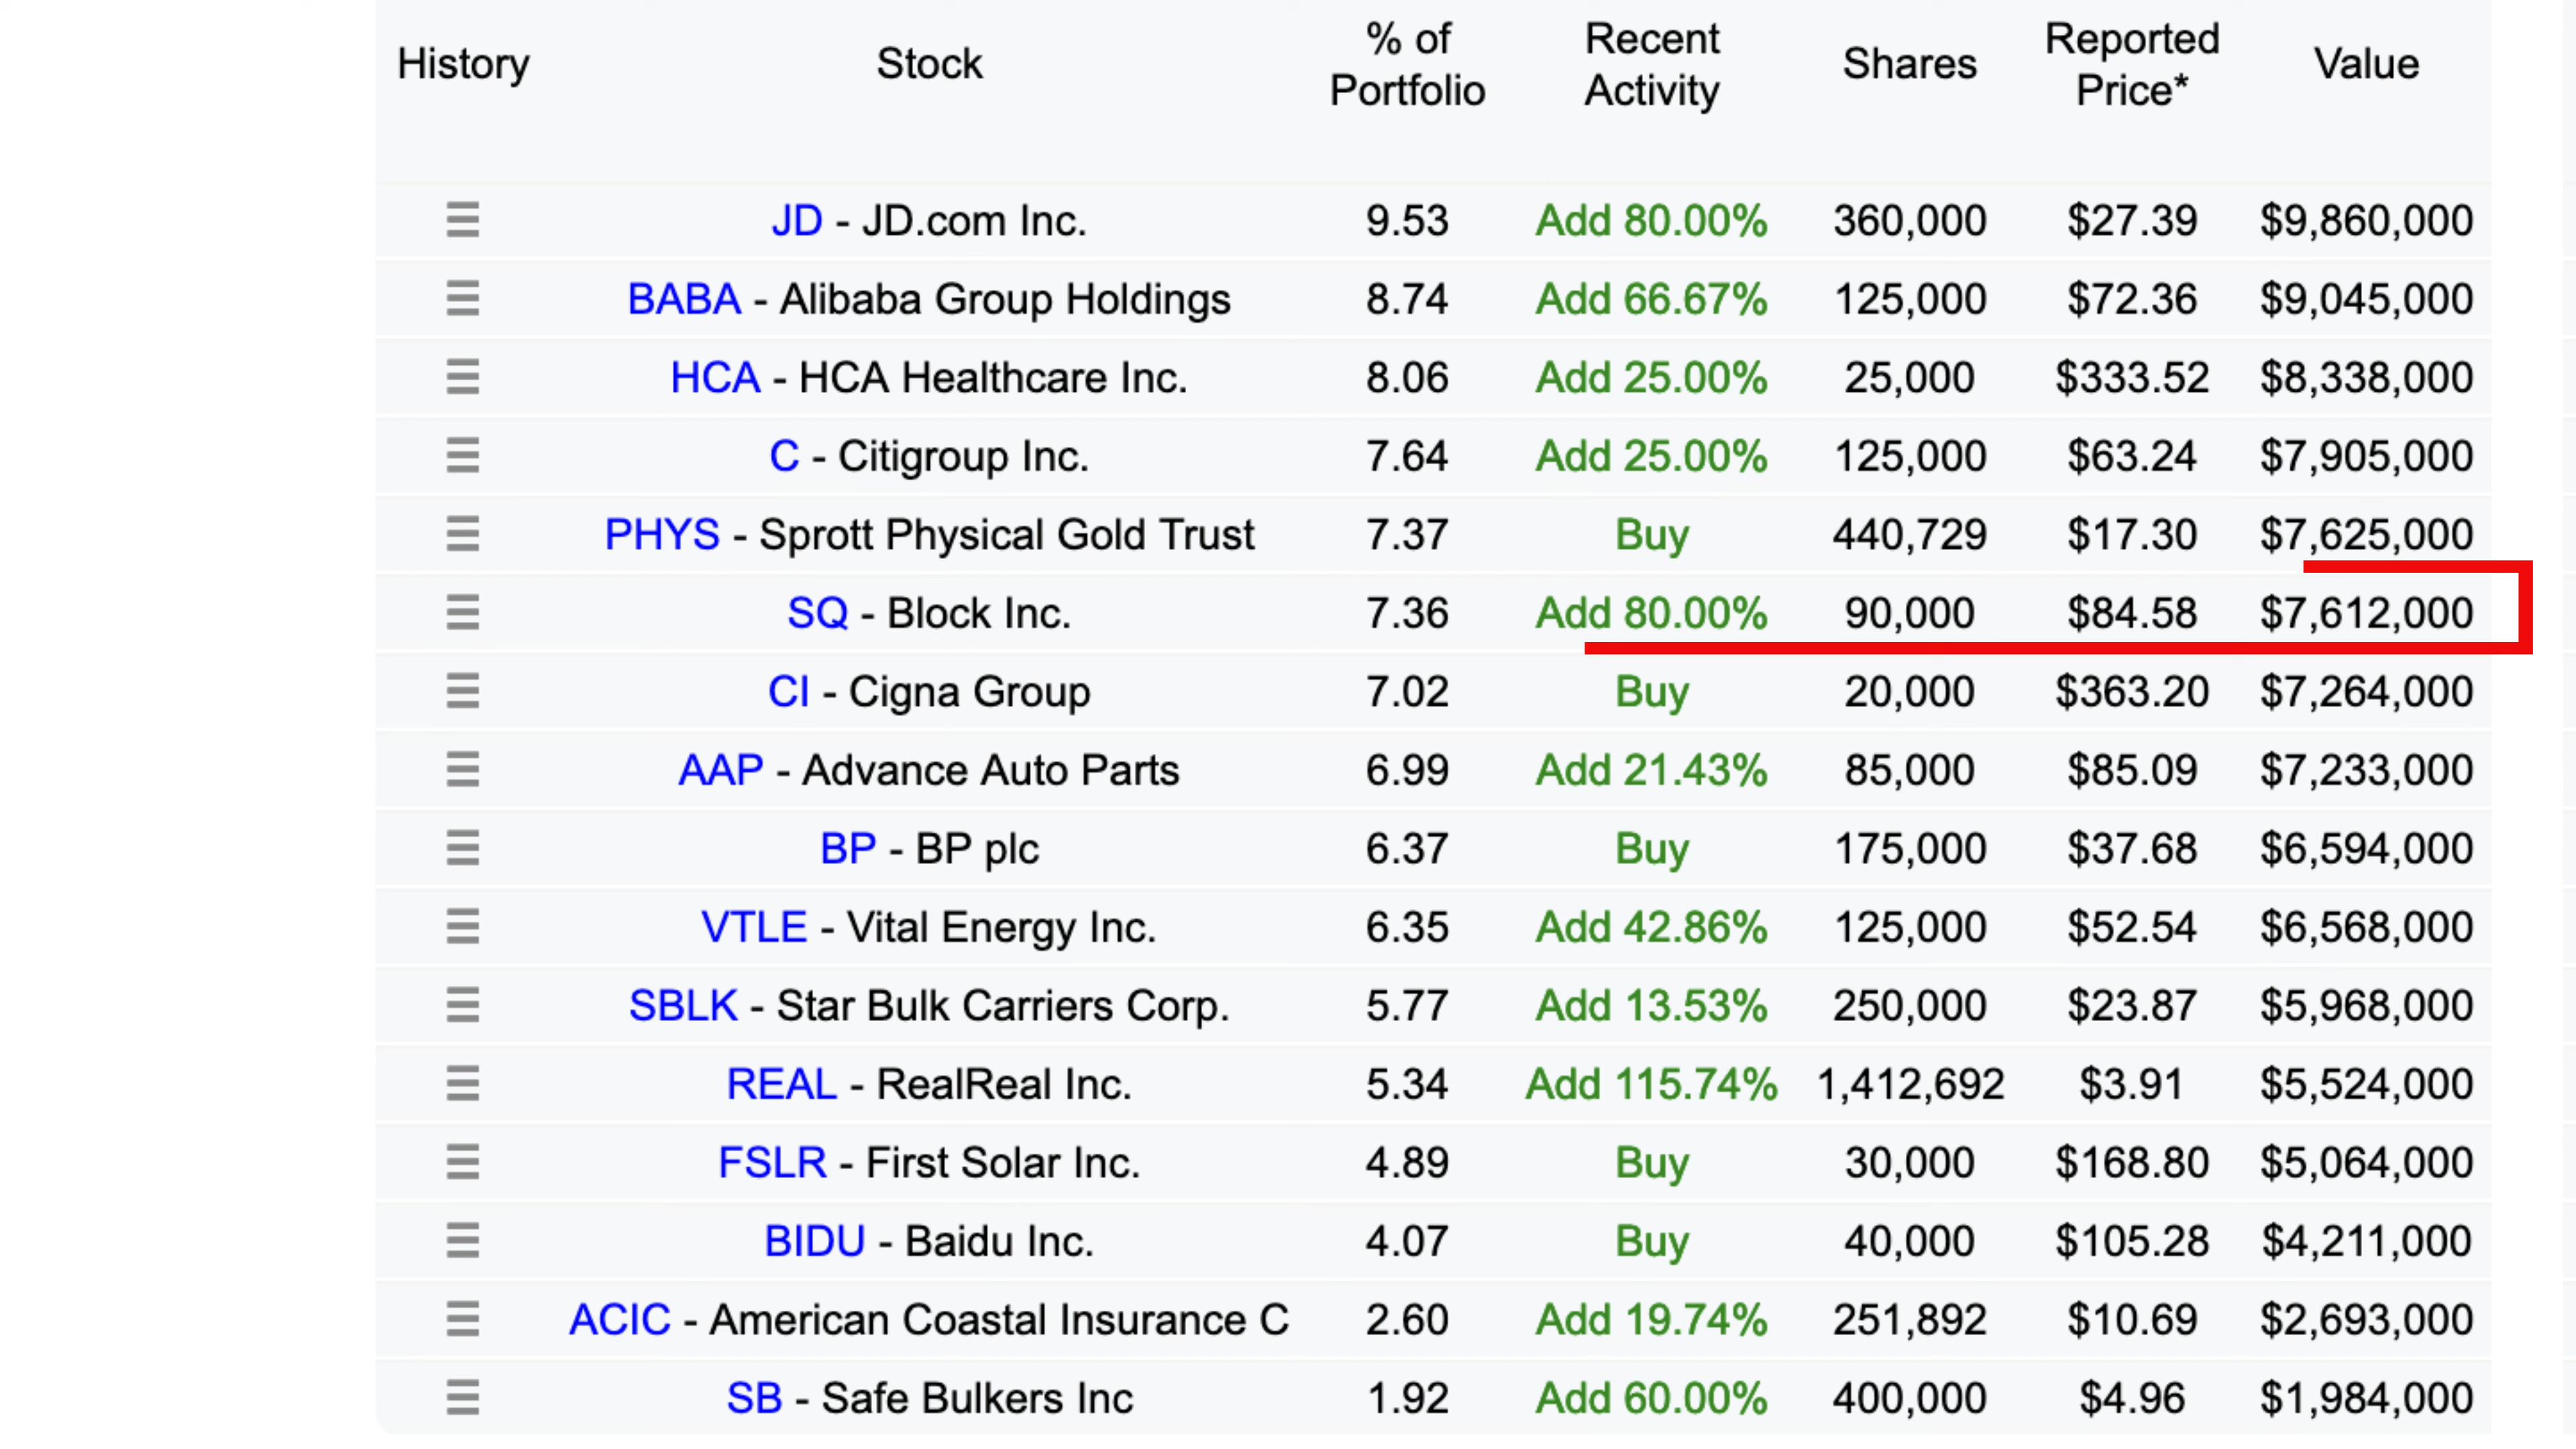 History Stock % of Portfolio Recent Activity Shares Reported Price* Value
JD - JD.com Inc. 9.53 Add 80.00% 360,000 $27.39 $9,860,000
BABA - Alibaba Group Holdings 8.74 Add 66.67% 125,000 $72.36 $9,045,000
HCA - HCA Healthcare Inc. 8.06 Add 25.00% 25,000 $333.52 $8,338,000
C - Citigroup Inc. 7.64 Add 25.00% 125,000 $63.24 $7,905,000
PHYS - Sprott Physical Gold Trust 7.37 Buy 440,729 $17.30 $7,625,000
SQ - Block Inc. 7.36 Add 80.00% 90,000 $84.58 $7,612,000
CI - Cigna Group 7.02 Buy 20,000 $363.20 $7,264,000
AAP - Advance Auto Parts 6.99 Add 21.43% 85,000 $85.09 $7,233,000
BP - BP plc 6.37 Buy 175,000 $37.68 $6,594,000
VTLE - Vital Energy Inc. 6.35 Add 42.86% 125,000 $52.54 $6,568,000
SBLK - Star Bulk Carriers Corp. 5.77 Add 13.53% 250,000 $23.87 $5,968,000
REAL - RealReal Inc. 5.34 Add 115.74% 1,412,692 $3.91 $5,524,000
FSLR - First Solar Inc. 4.89 Buy 30,000 $168.80 $5,064,000
BIDU - Baidu Inc. 4.07 Buy 40,000 $105.28 $4,211,000
ACIC - American Coastal Insurance C 2.60 Add 19.74% 251,892 $10.69 $2,693,000
SB - Safe Bulkers Inc 1.92 Add 60.00% 400,000 $4.96 $1,984,000